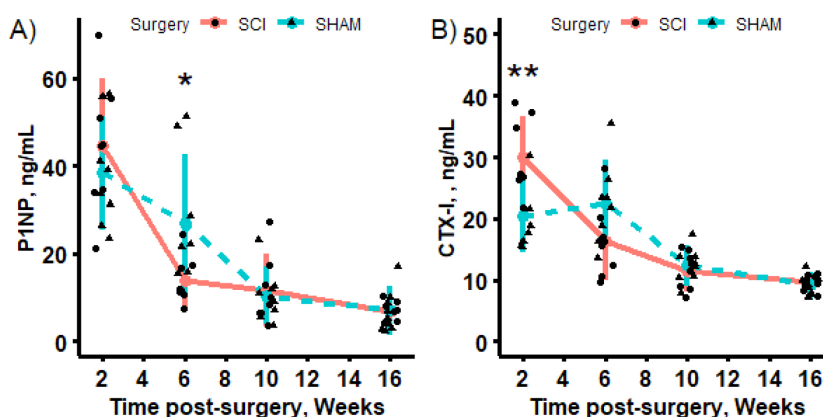 A) Surgery SCI SHAM
*
60
40
20
0
P1NP, ng/mL
2 4 6 8 10 12 14 16
Time post-surgery, Weeks
B) Surgery SCI SHAM
**
50
40
30
20
10
0
CTX-I, , ng/mL
2 4 6 8 10 12 14 16
Time post-surgery, Weeks